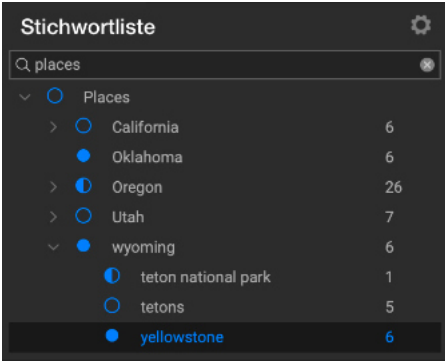 Stichwortliste
places
Places
California 6
Oklahoma 6
Oregon 26
Utah 7
wyoming 6
teton national park 1
tetons 5
yellowstone 6